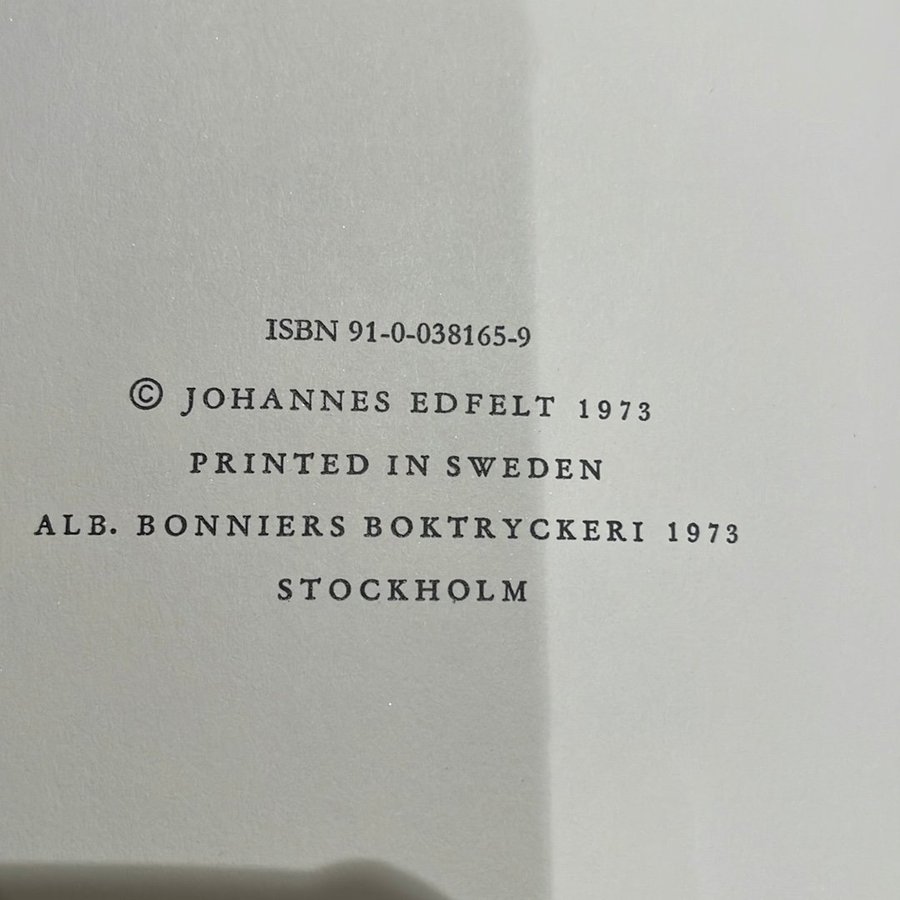 ISBN 91-0-038165-9
© JOHANNES EDFELT 1973
PRINTED IN SWEDEN
ALB. BONNIERS BOKTRYCKERI 1973
STOCKHOLM